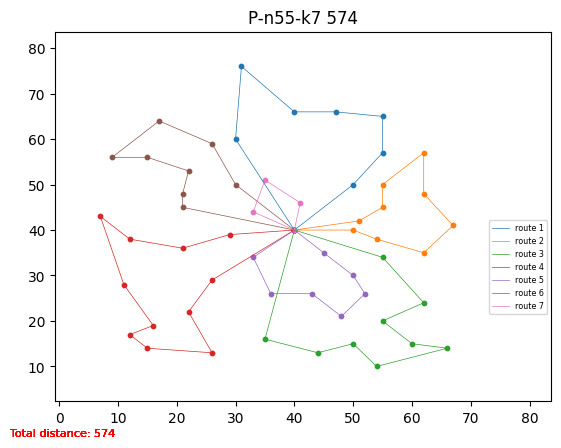 P-n55-k7 574
80
70
60
50
40
30
20
10
0 10 20 30 40 50 60 70 80
route 1
route 2
route 3
route 4
route 5
route 6
route 7
Total distance: 574